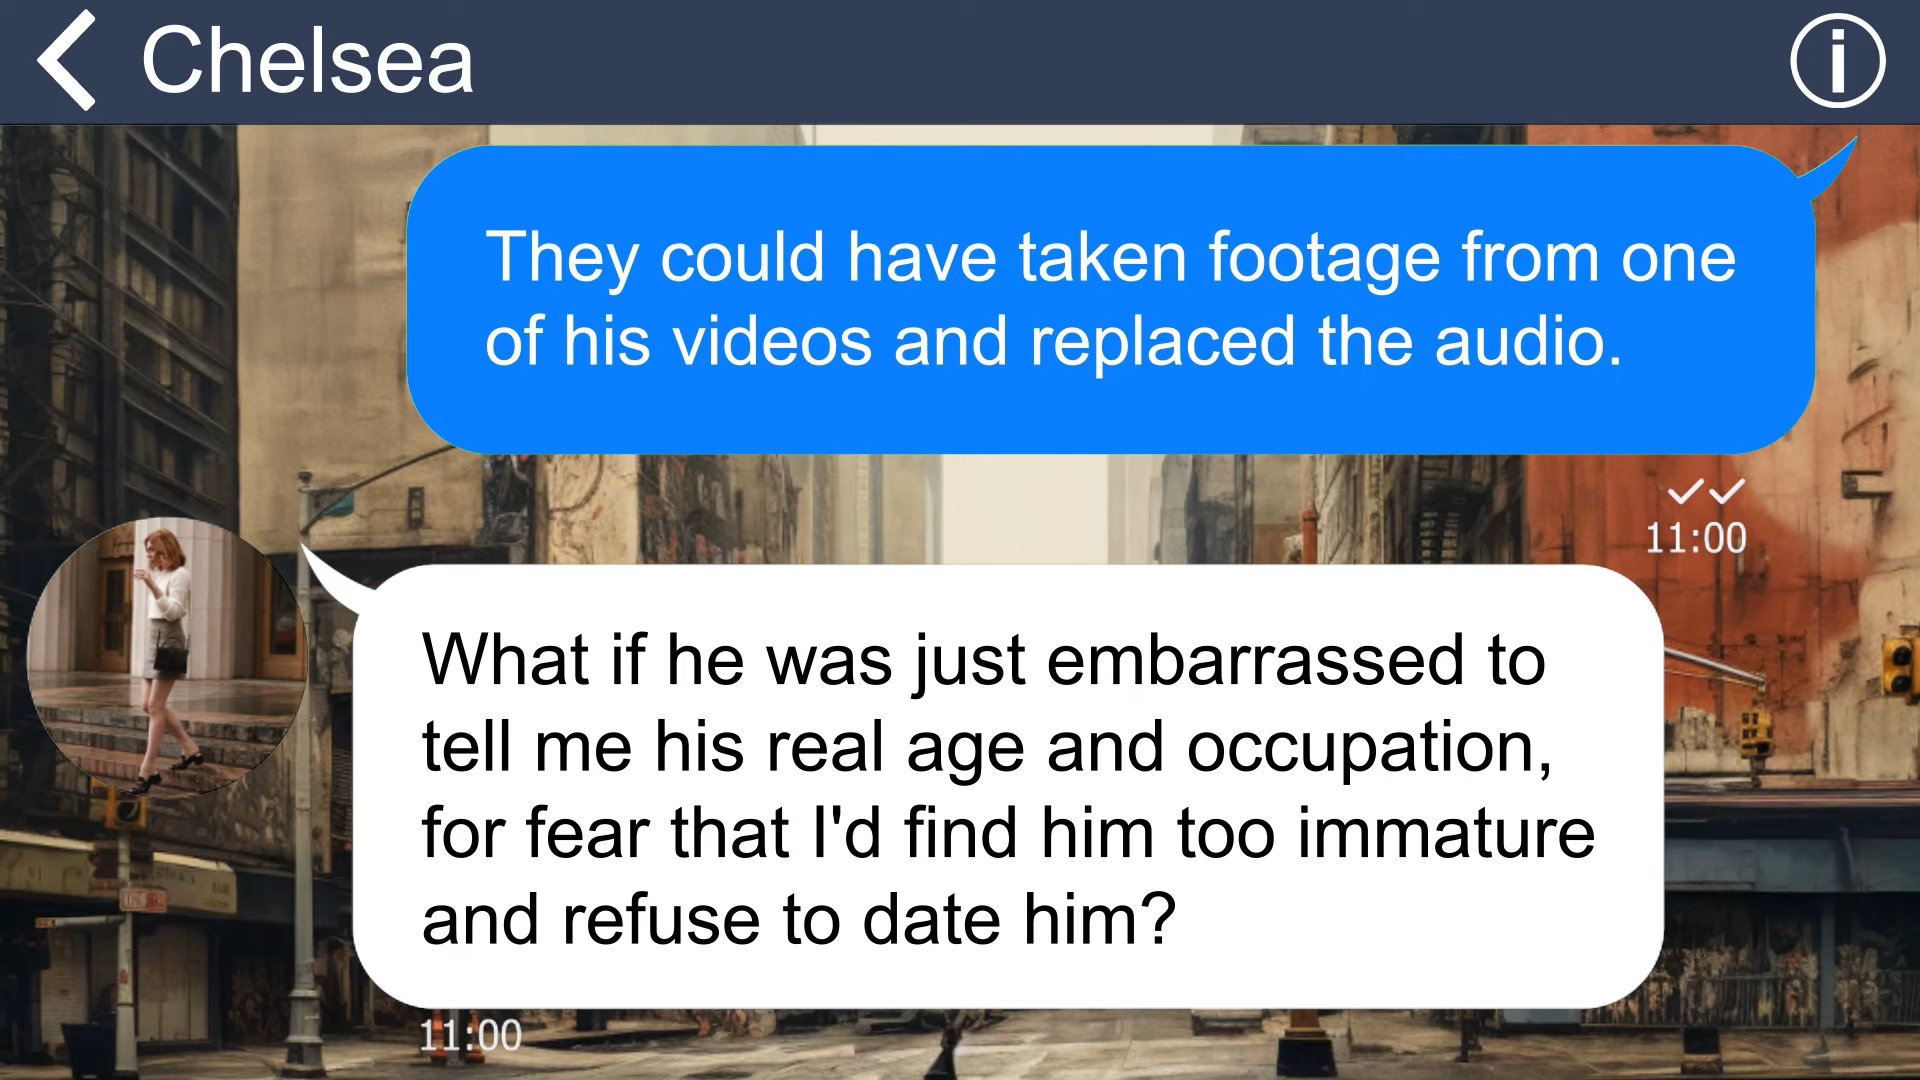 Chelsea
They could have taken footage from one
of his videos and replaced the audio.
11:00
What if he was just embarrassed to
tell me his real age and occupation,
for fear that I'd find him too immature
and refuse to date him?
11:00